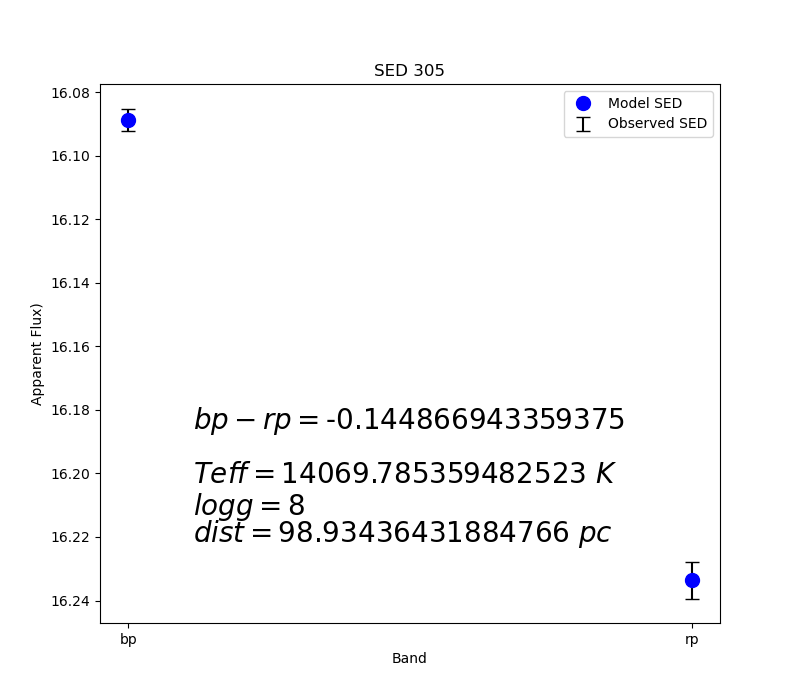 SED 305
Model SED
Observed SED
16.08
16.10
16.12
16.14
16.16
16.18
16.20
16.22
16.24
Apparent Flux)
bp − rp = -0.144866943359375
Teff = 14069.785359482523 K
logg = 8
dist = 98.93436431884766 pc
bp rp
Band